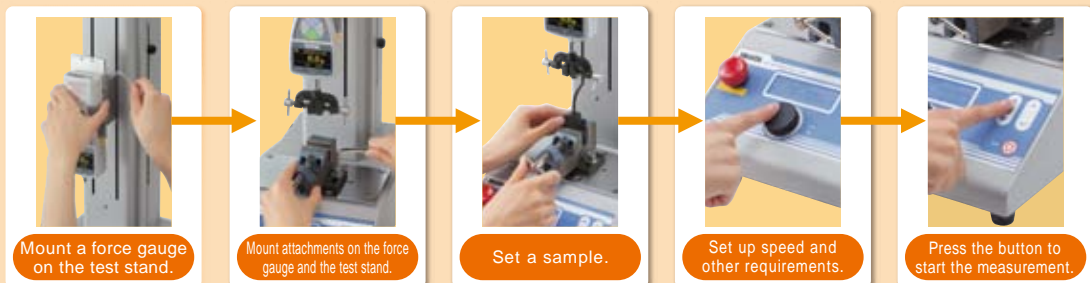 Mount a force gauge
on the test stand.
Mount attachments on the force
gauge and the test stand.
Set a sample.
Set up speed and
other requirements.
Press the button to
start the measurement.